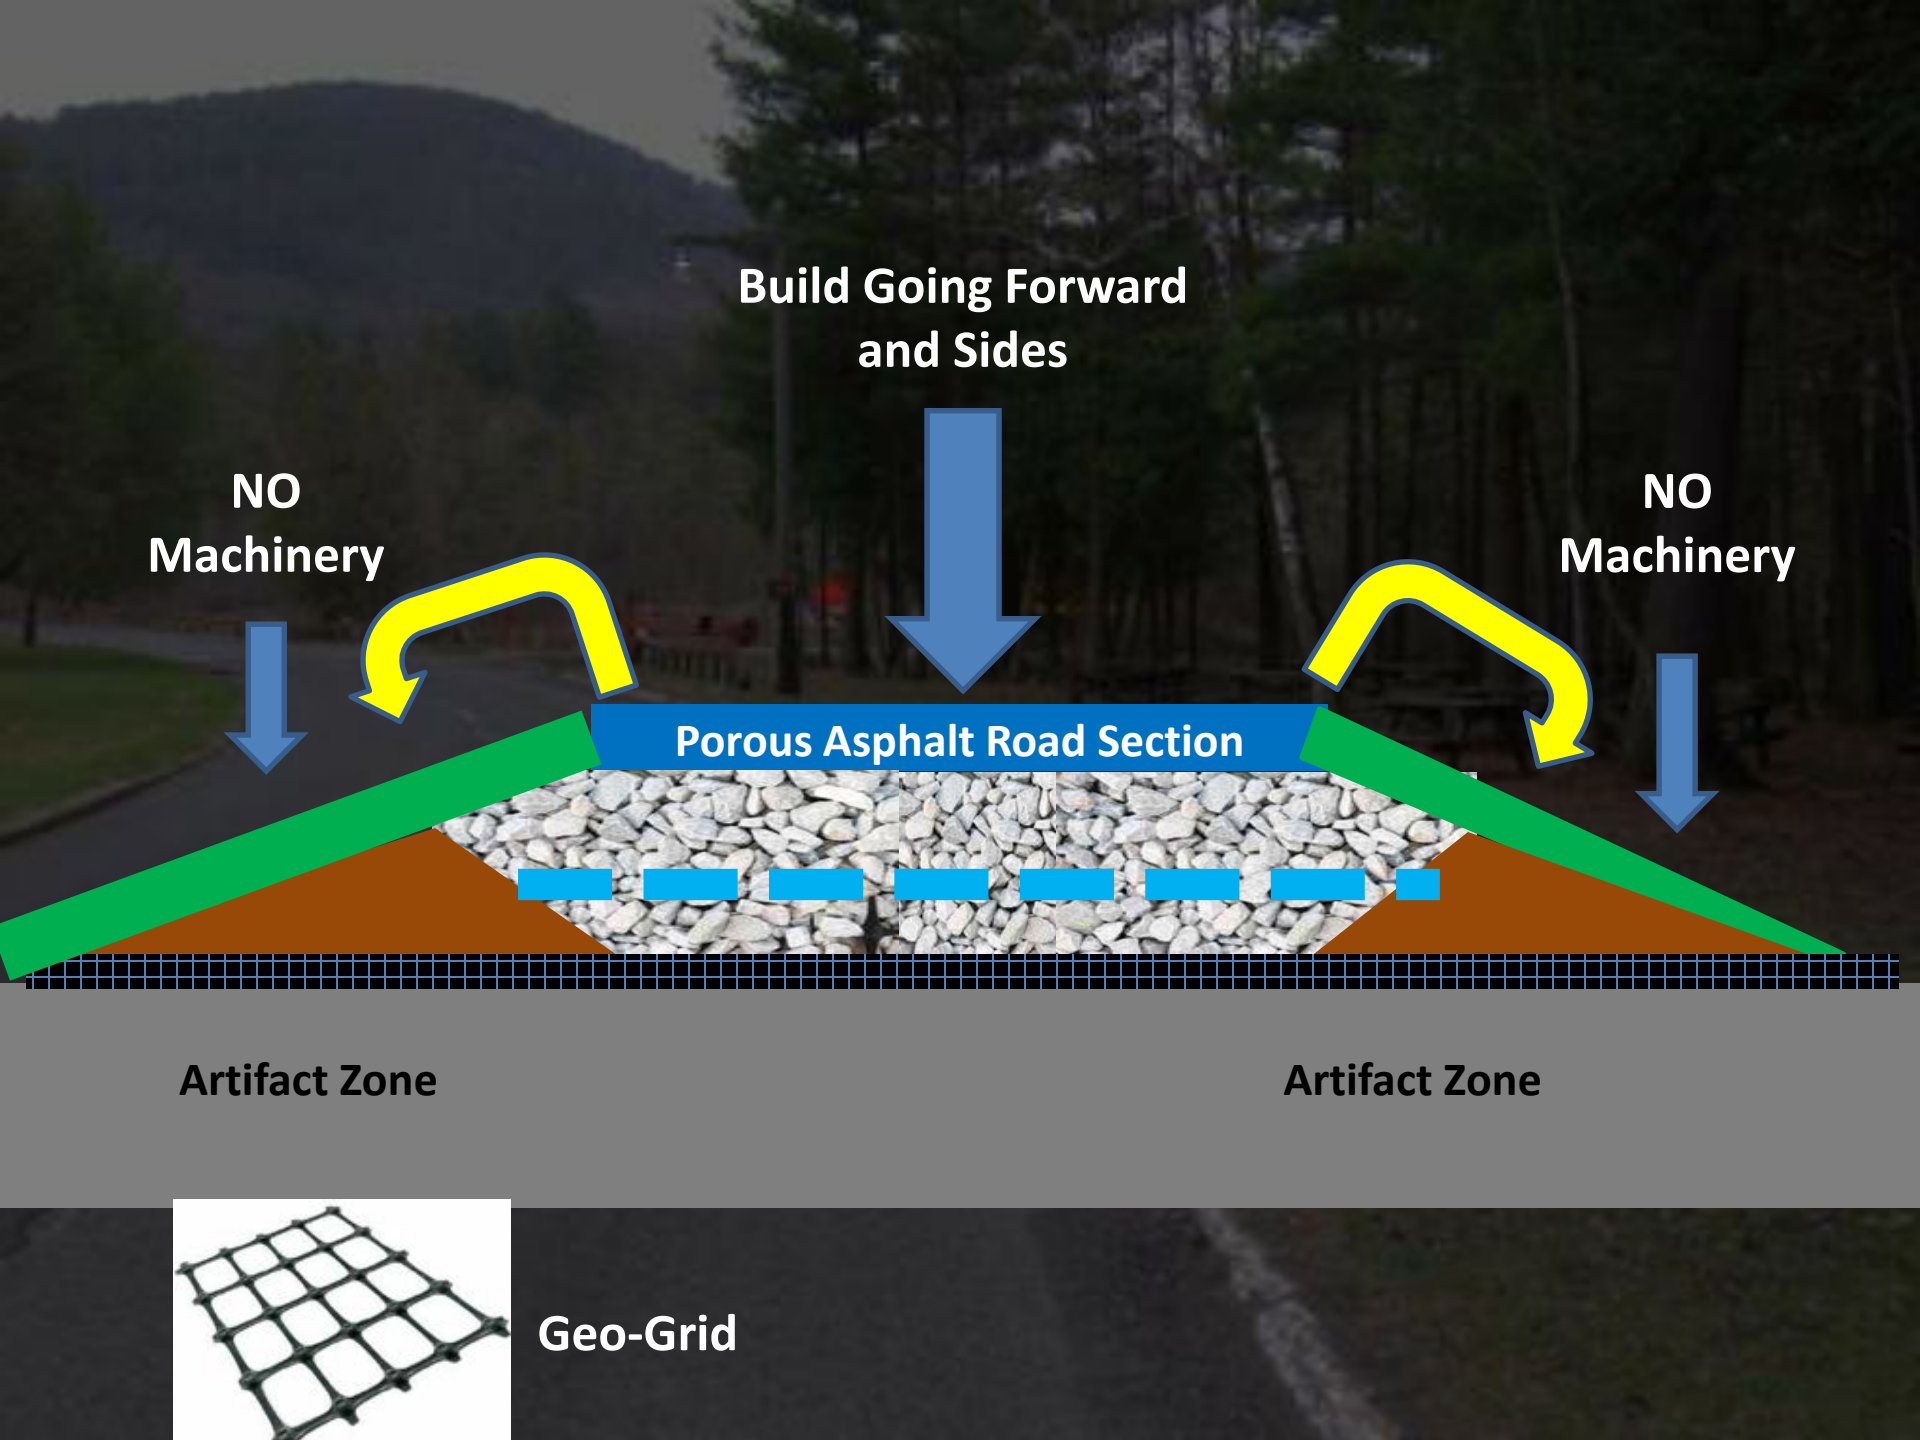 Build Going Forward
and Sides
NO
Machinery
NO
Machinery
Porous Asphalt Road Section
Artifact Zone
Artifact Zone
Geo-Grid